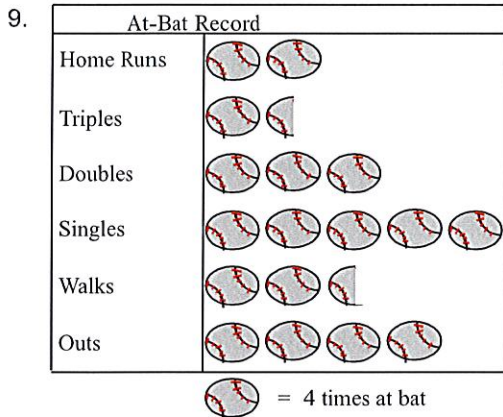 9.
At-Bat Record
Home Runs
Triples
Doubles
Singles
Walks
Outs
= 4 times at bat